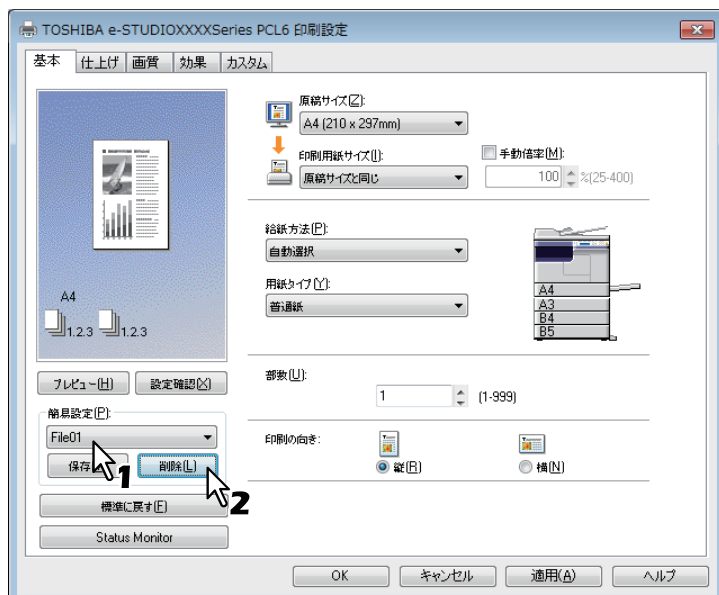 TOSHIBA e-STUDIOXXXXSeries PCL6 印刷設定
基本 仕上げ 画質 効果 カスタム
原稿サイズ(Z):
A4 (210 x 297mm)
印刷用紙サイズ(I): 手動倍率(M):
原稿サイズと同じ 100 %(25-400)
給紙方法(P):
自動選択
用紙タイプ(Y):
普通紙
A4
A3
B4
B5
A4
1.2.3 1.2.3
プレビュー(H) 設定確認(X)
部数(U):
1 (1-999)
簡易設定(P):
File01
印刷の向き:
保存 削除(L)
縦(R) 横(N)
1
2
標準に戻す(F)
Status Monitor
OK キャンセル 適用(A) ヘルプ